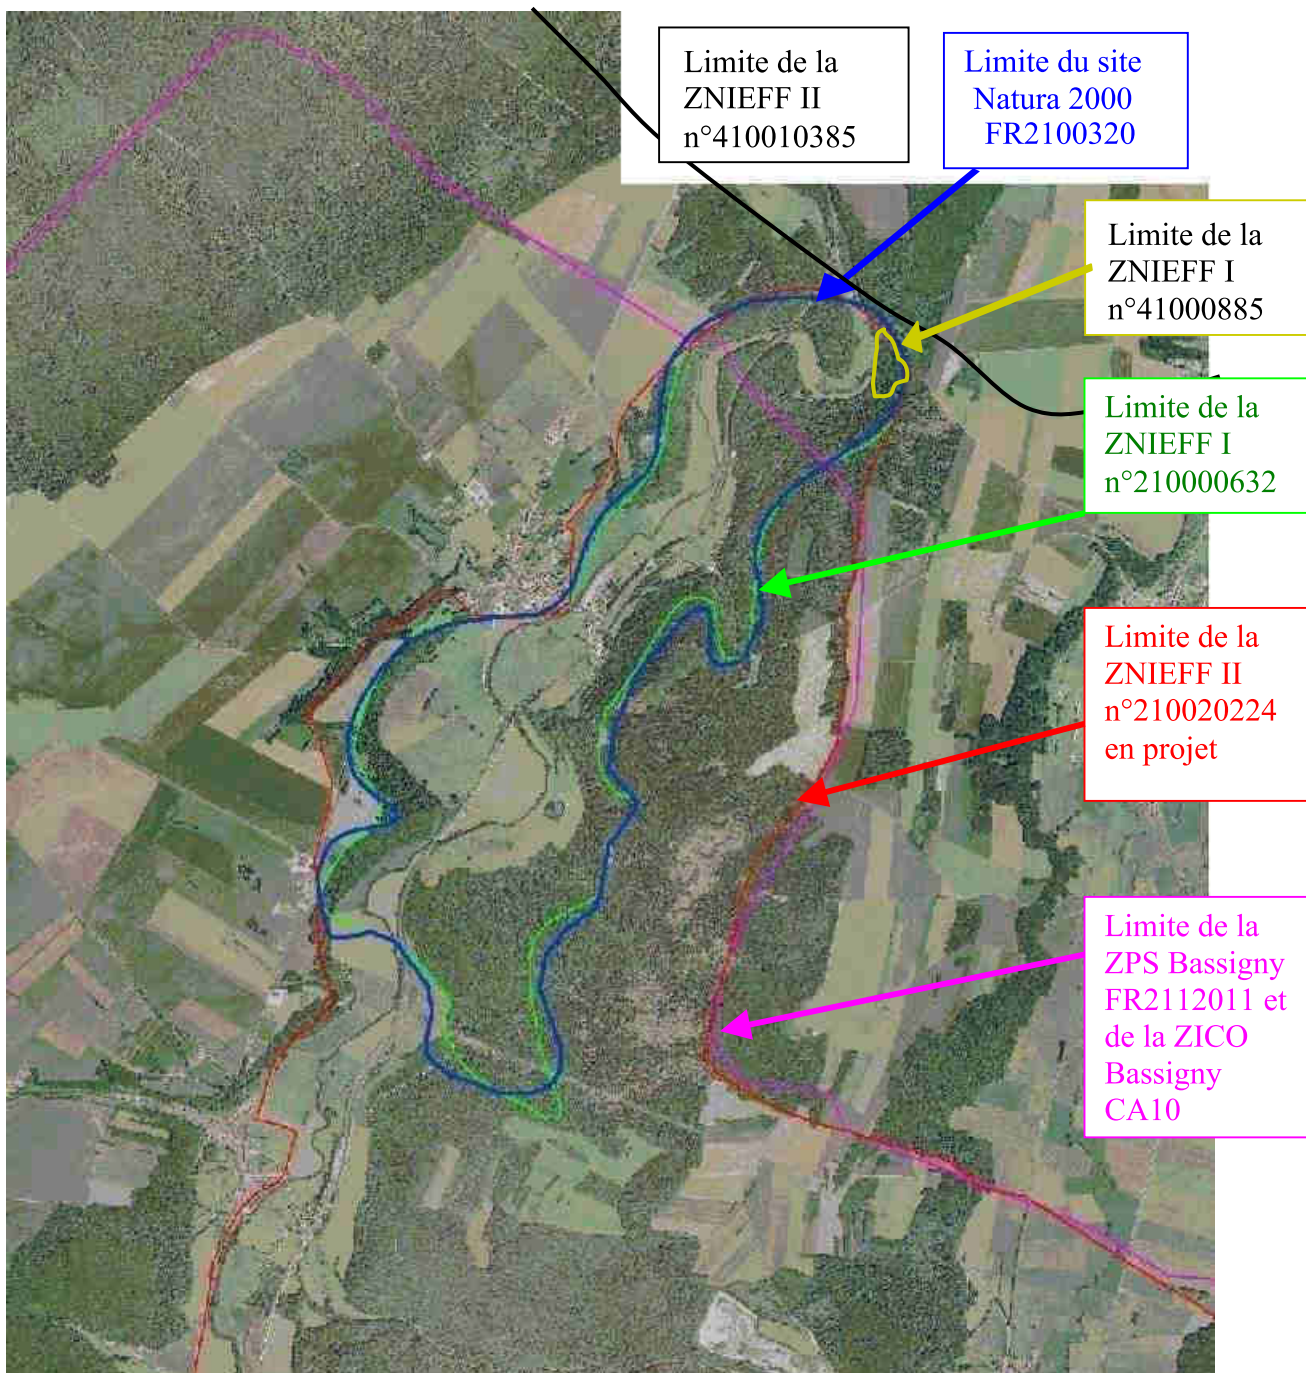 Limite de la
ZNIEFF II
n°410010385
Limite du site
Natura 2000
FR2100320
Limite de la
ZNIEFF I
n°41000885
Limite de la
ZNIEFF I
n°210000632
Limite de la
ZNIEFF II
n°210020224
en projet
Limite de la
ZPS Bassigny
FR2112011 et
de la ZICO
Bassigny
CA10